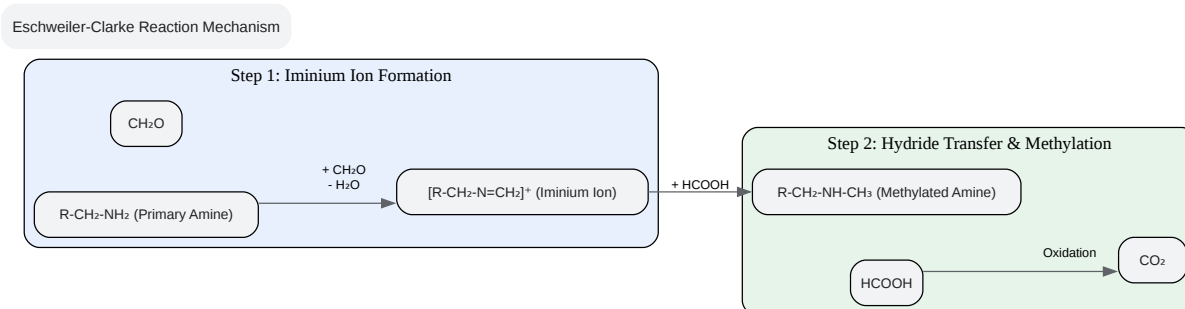 Eschweiler-Clarke Reaction Mechanism
Step 1: Iminium Ion Formation
CH₂O
+ CH₂O
- H₂O
R-CH₂-NH₂ (Primary Amine)
[R-CH₂-N=CH₂]⁺ (Iminium Ion)
+ HCOOH
Step 2: Hydride Transfer & Methylation
R-CH₂-NH-CH₃ (Methylated Amine)
HCOOH
Oxidation
CO₂